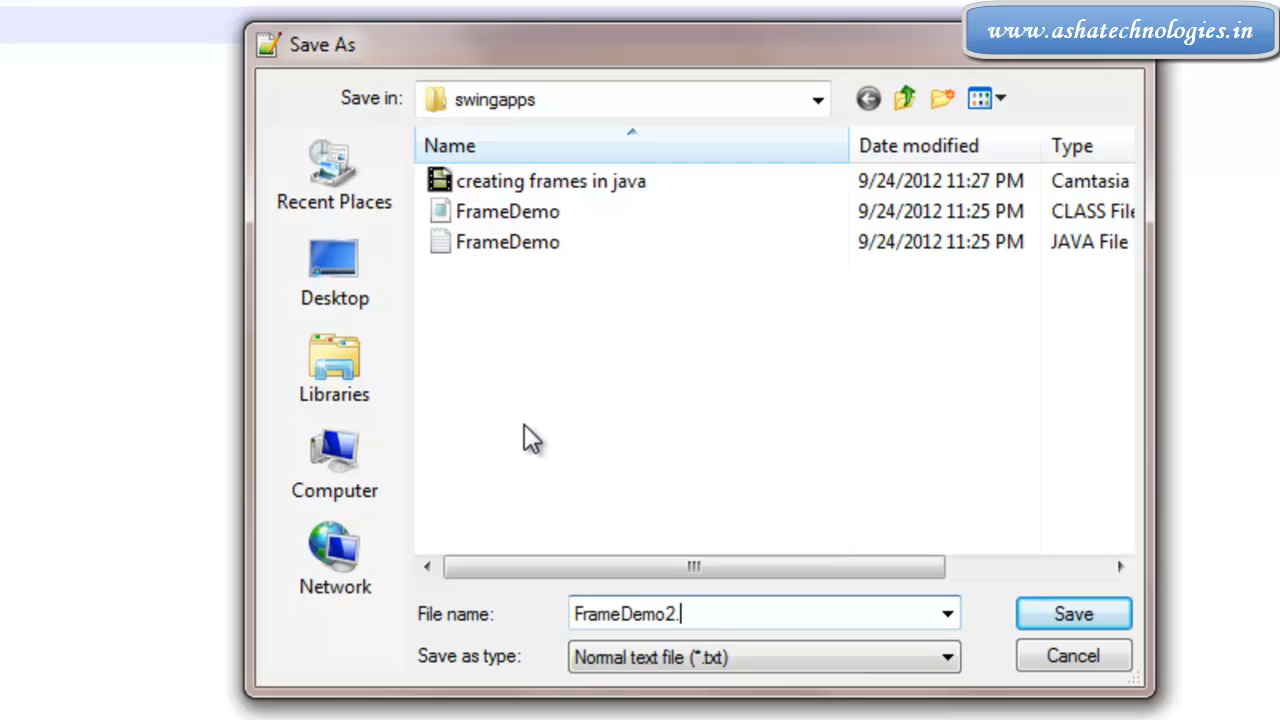 www.ashatechnologies.in
Save As
Save in: swingapps
Name Date modified Type
creating frames in java 9/24/2012 11:27 PM Camtasia
FrameDemo 9/24/2012 11:25 PM CLASS File
FrameDemo 9/24/2012 11:25 PM JAVA File
Recent Places
Desktop
Libraries
Computer
Network
File name: FrameDemo2. Save
Save as type: Normal text file (*.txt) Cancel